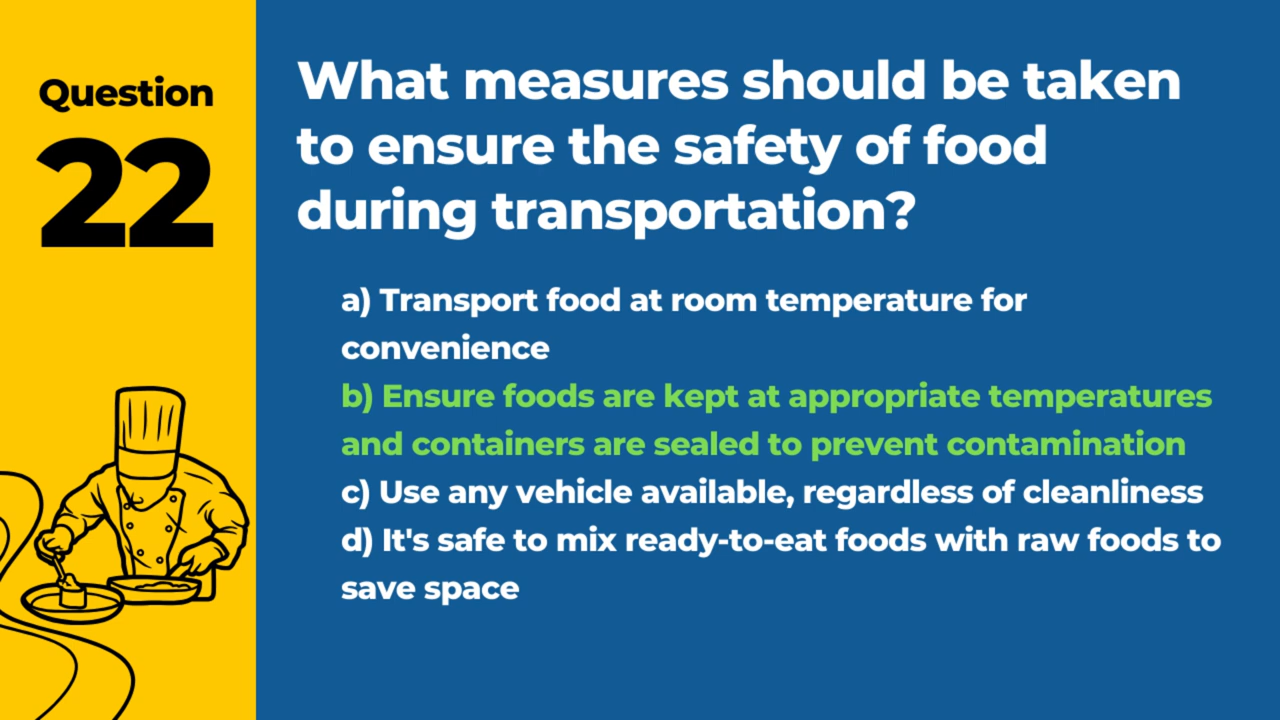 Question
22
What measures should be taken
to ensure the safety of food
during transportation?
a) Transport food at room temperature for
convenience
b) Ensure foods are kept at appropriate temperatures
and containers are sealed to prevent contamination
c) Use any vehicle available, regardless of cleanliness
d) It's safe to mix ready-to-eat foods with raw foods to
save space